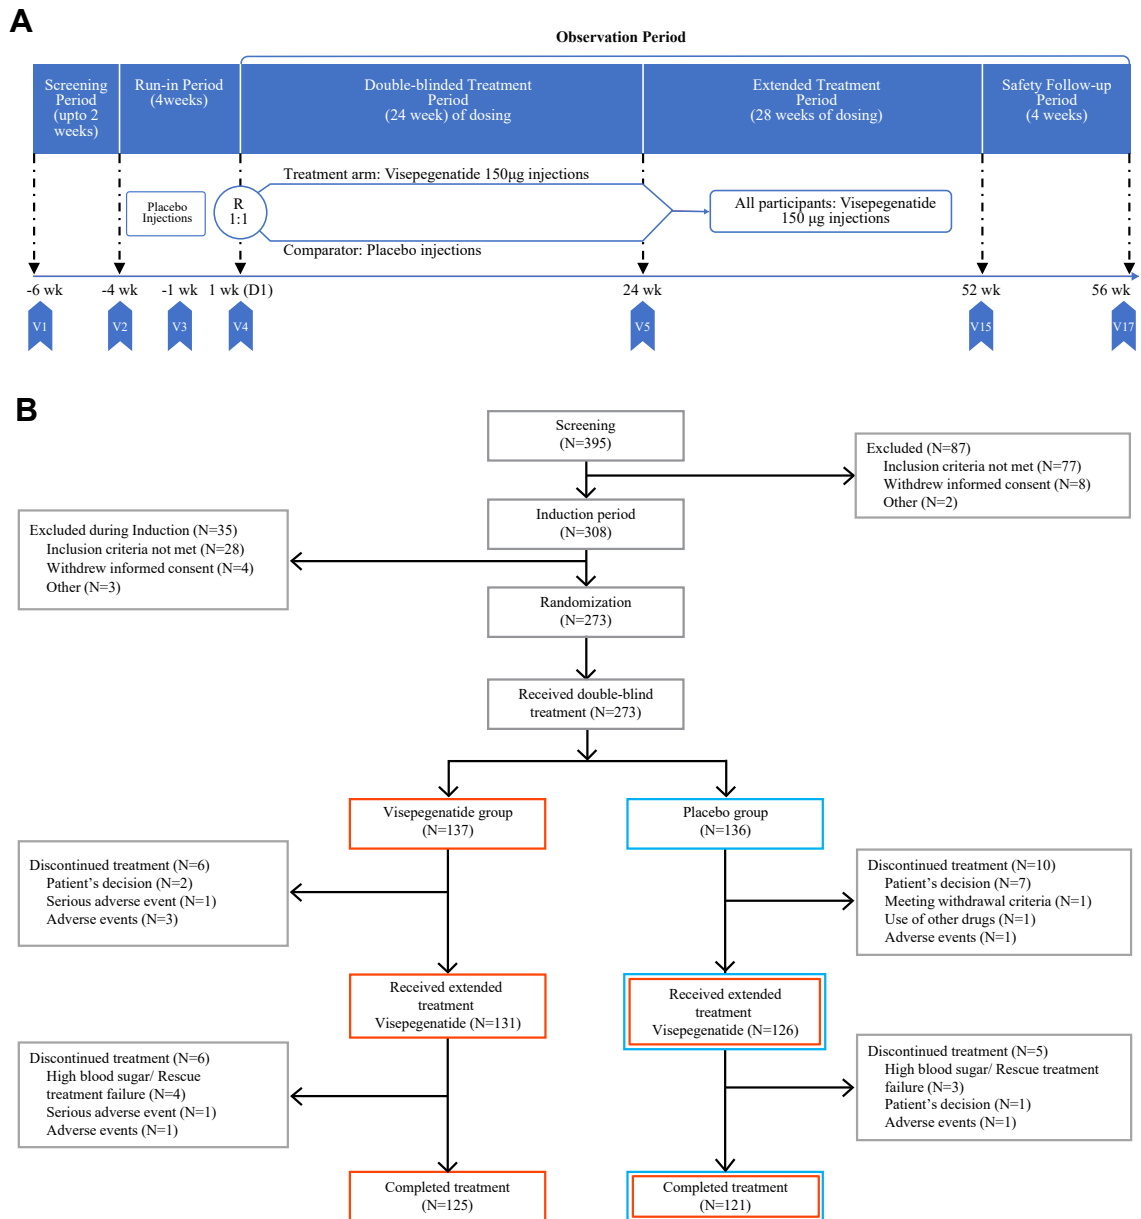 A
Observation Period
Screening
Period
(upto 2
weeks)
Run-in Period
(4weeks)
Double-blinded Treatment
Period
(24 week) of dosing
Extended Treatment
Period
(28 weeks of dosing)
Safety Follow-up
Period
(4 weeks)
Treatment arm: Visepegenatide 150μg injections
Placebo
Injections
R
1:1
All participants: Visepegenatide
150 μg injections
Comparator: Placebo injections
-6 wk
-4 wk
-1 wk
1 wk (D1)
24 wk
52 wk
56 wk
V1
V2
V3
V4
V5
V15
V17
B
Screening
(N=395)
Excluded (N=87)
Inclusion criteria not met (N=77)
Withdrew informed consent (N=8)
Other (N=2)
Induction period
(N=308)
Excluded during Induction (N=35)
Inclusion criteria not met (N=28)
Withdrew informed consent (N=4)
Other (N=3)
Randomization
(N=273)
Received double-blind
treatment (N=273)
Visepegenatide group
(N=137)
Placebo group
(N=136)
Discontinued treatment (N=6)
Patient's decision (N=2)
Serious adverse event (N=1)
Adverse events (N=3)
Discontinued treatment (N=10)
Patient's decision (N=7)
Meeting withdrawal criteria (N=1)
Use of other drugs (N=1)
Adverse events (N=1)
Received extended
treatment
Visepegenatide (N=131)
Received extended
treatment
Visepegenatide (N=126)
Discontinued treatment (N=6)
High blood sugar/ Rescue
treatment failure (N=4)
Serious adverse event (N=1)
Adverse events (N=1)
Discontinued treatment (N=5)
High blood sugar/ Rescue treatment
failure (N=3)
Patient's decision (N=1)
Adverse events (N=1)
Completed treatment
(N=125)
Completed treatment
(N=121)